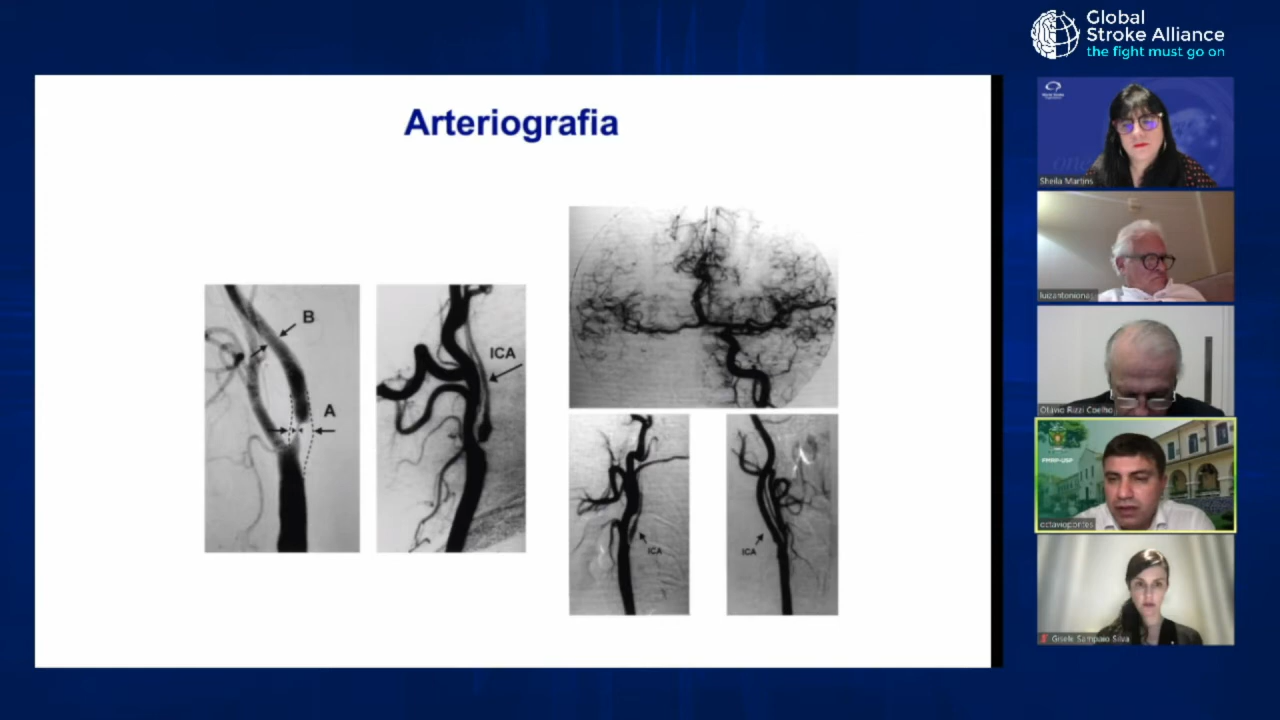 Global
Stroke Alliance
the fight must go on
Arteriografia
B
A
ICA
ICA
ICA
Sheila Martins
Otávio Rizzi Coelho
FMRP-USP
octaviopontes
Gisele Sampaio Silva